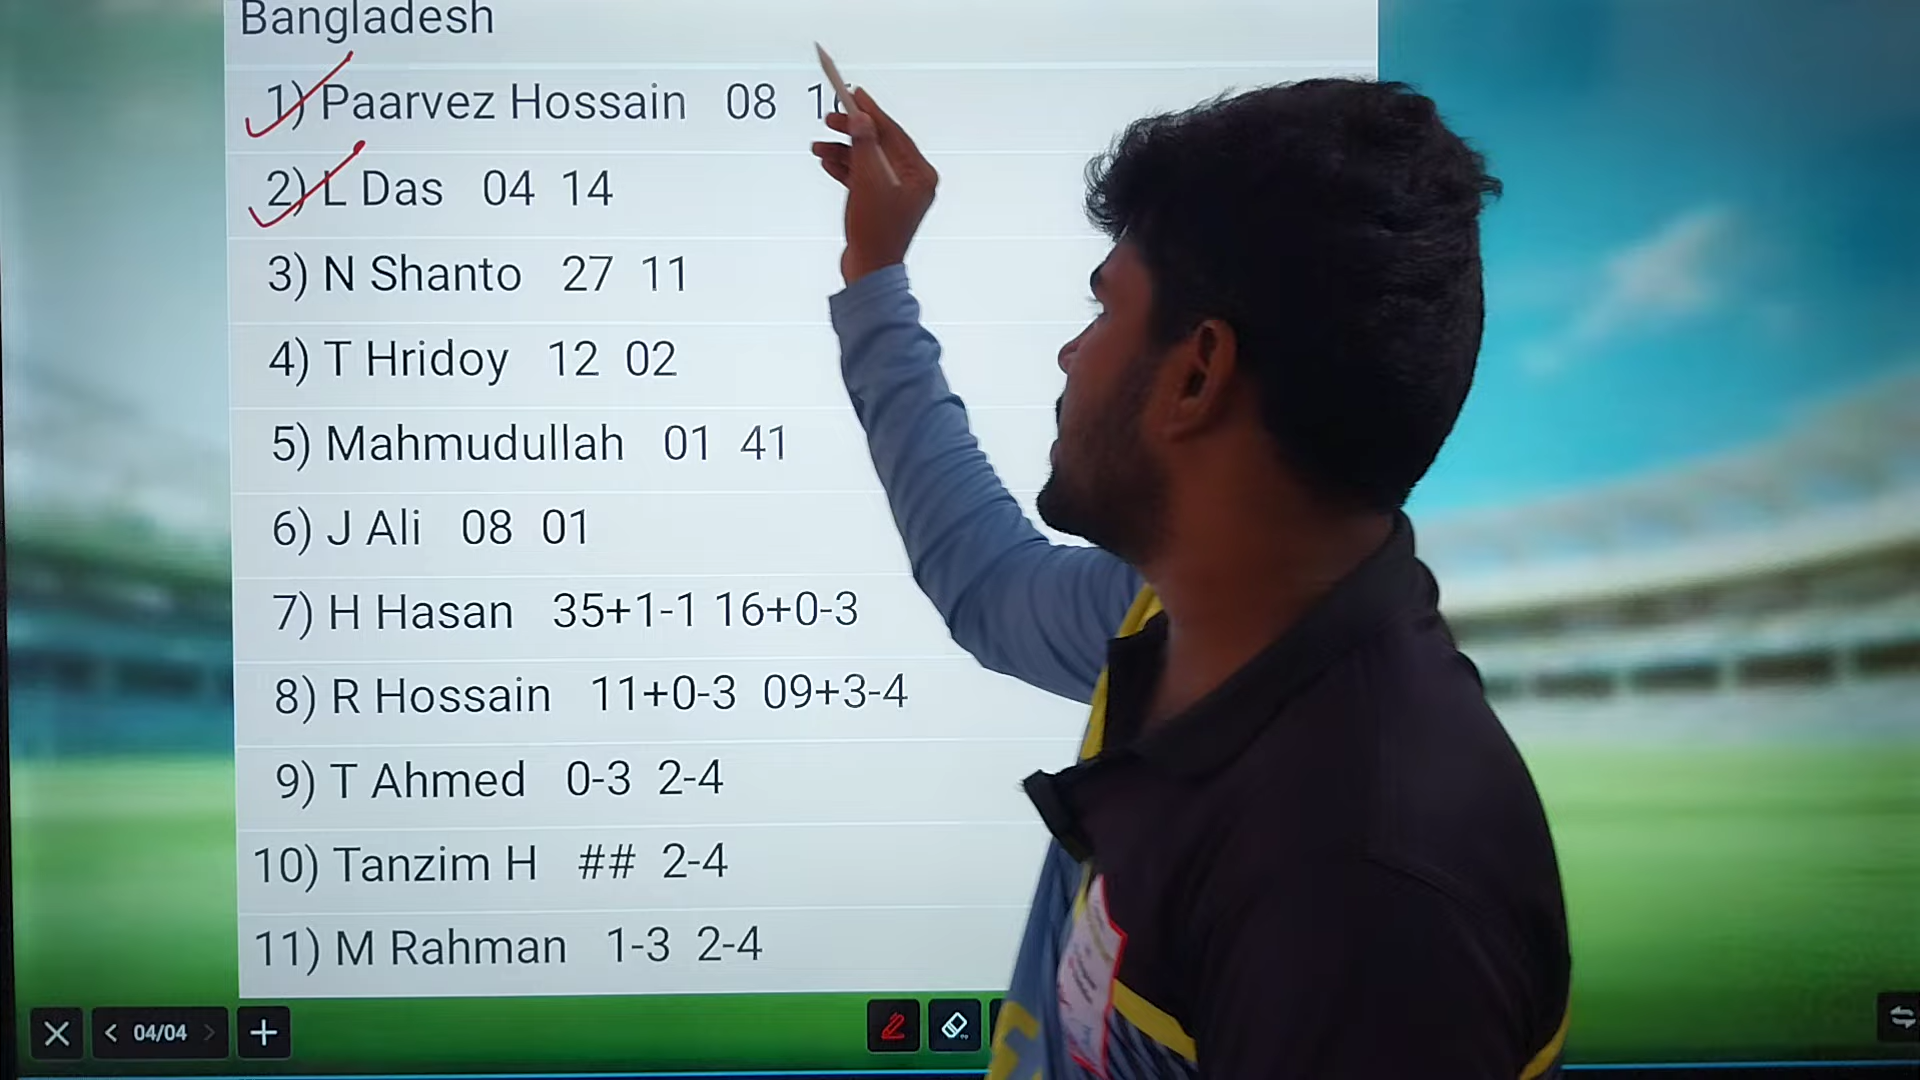 Bangladesh
1) Paarvez Hossain 08 16
2) L Das 04 14
3) N Shanto 27 11
4) T Hridoy 12 02
5) Mahmudullah 01 41
6) J Ali 08 01
7) H Hasan 35+1-1 16+0-3
8) R Hossain 11+0-3 09+3-4
9) T Ahmed 0-3 2-4
10) Tanzim H ## 2-4
11) M Rahman 1-3 2-4
04/04